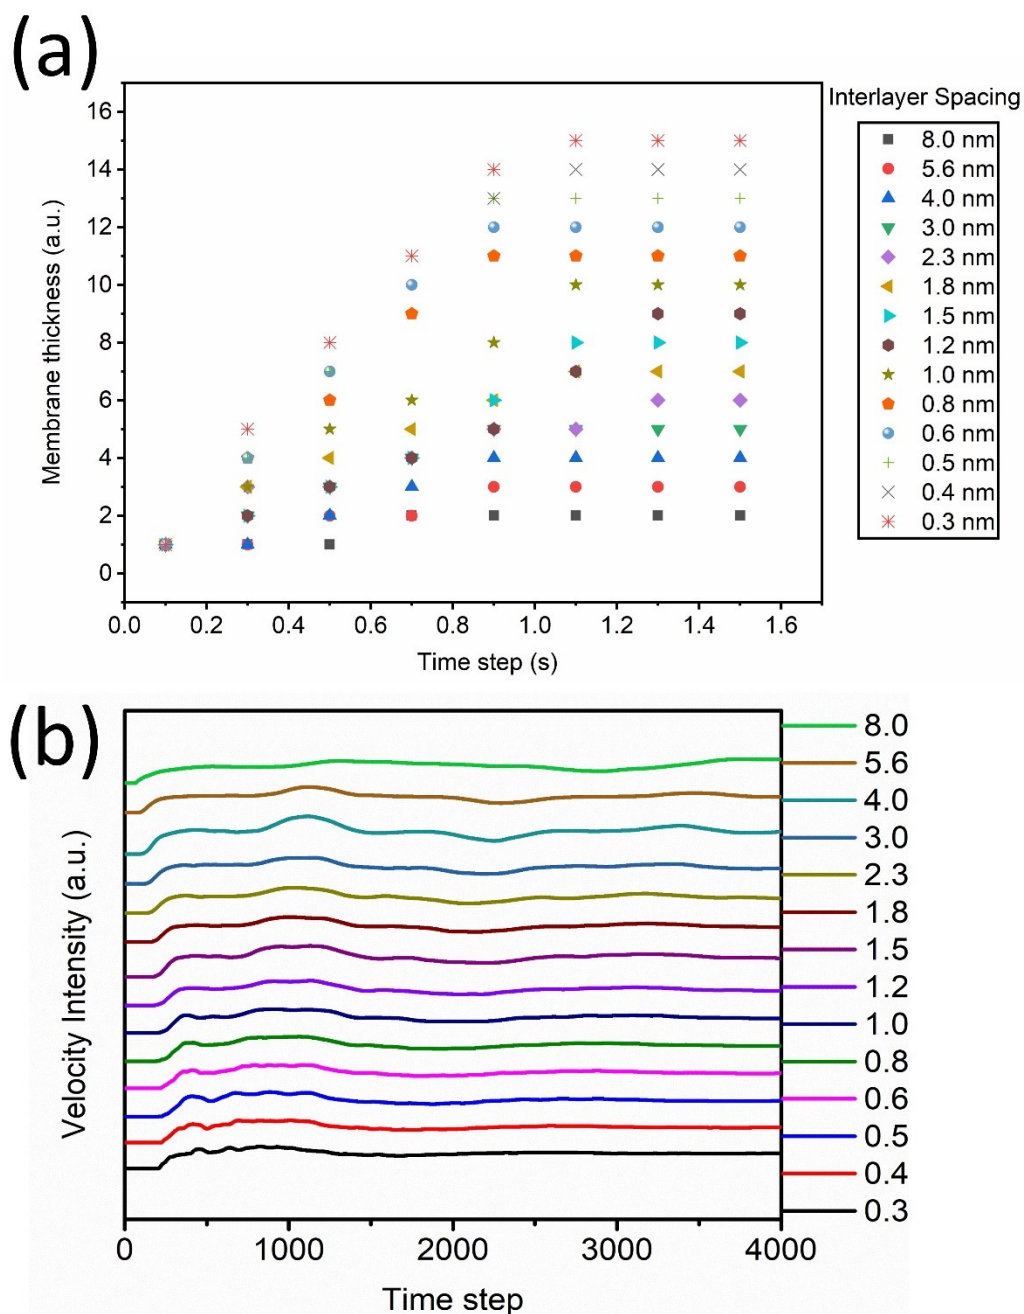 (a)
Interlayer Spacing
8.0 nm
5.6 nm
4.0 nm
3.0 nm
2.3 nm
1.8 nm
1.5 nm
1.2 nm
1.0 nm
0.8 nm
0.6 nm
0.5 nm
0.4 nm
0.3 nm
Membrane thickness (a.u.)
16
14
12
10
8
6
4
2
0
0.0 0.2 0.4 0.6 0.8 1.0 1.2 1.4 1.6
Time step (s)
(b)
Velocity Intensity (a.u.)
8.0
5.6
4.0
3.0
2.3
1.8
1.5
1.2
1.0
0.8
0.6
0.5
0.4
0.3
0 1000 2000 3000 4000
Time step